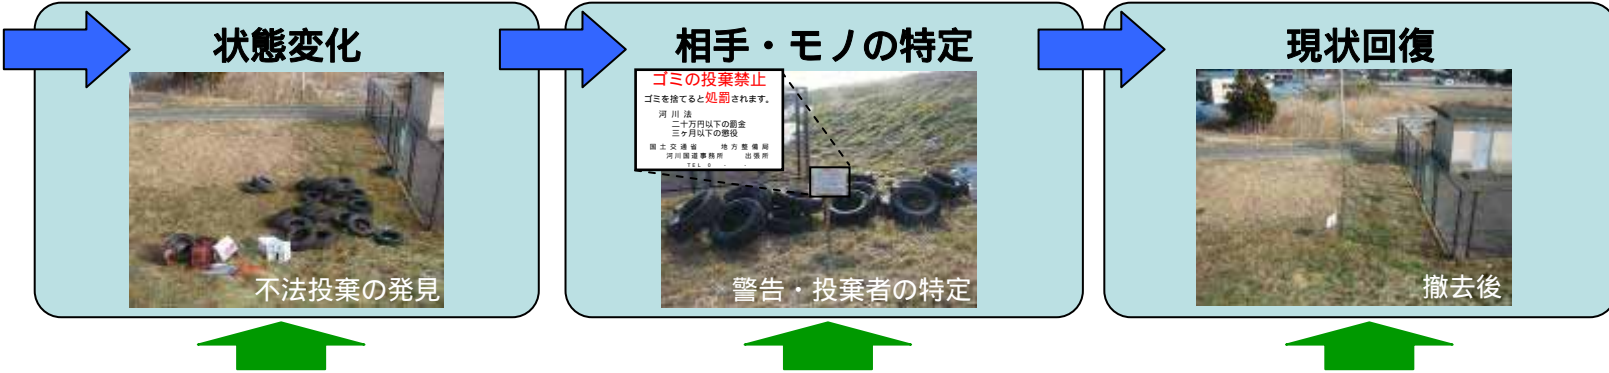 状態変化
不法投棄の発見
相手・モノの特定
ゴミの投棄禁止
ゴミを捨てると処罰されます。
河川法
二十万円以下の罰金
三ヶ月以下の懲役
国土交通省 地方整備局
河川国道事務所 出張所
TEL 0 - -
警告・投棄者の特定
現状回復
撤去後